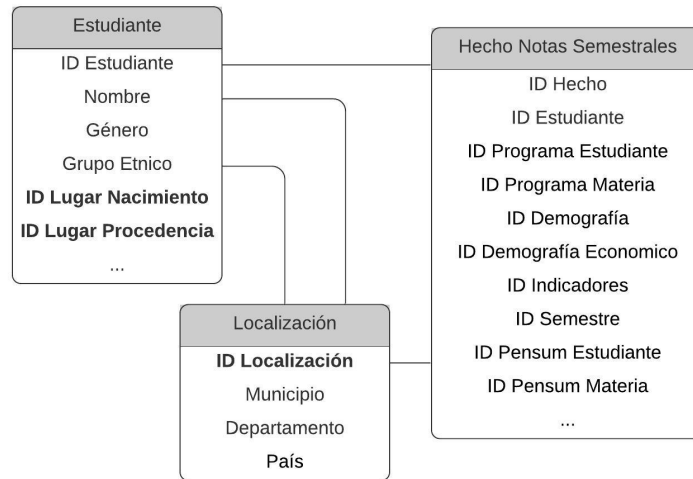 Estudiante
ID Estudiante
Nombre
Género
Grupo Etnico
ID Lugar Nacimiento
ID Lugar Procedencia
...
Hecho Notas Semestrales
ID Hecho
ID Estudiante
ID Programa Estudiante
ID Programa Materia
ID Demografía
ID Demografía Economico
ID Indicadores
ID Semestre
ID Pensum Estudiante
ID Pensum Materia
...
Localización
ID Localización
Municipio
Departamento
País